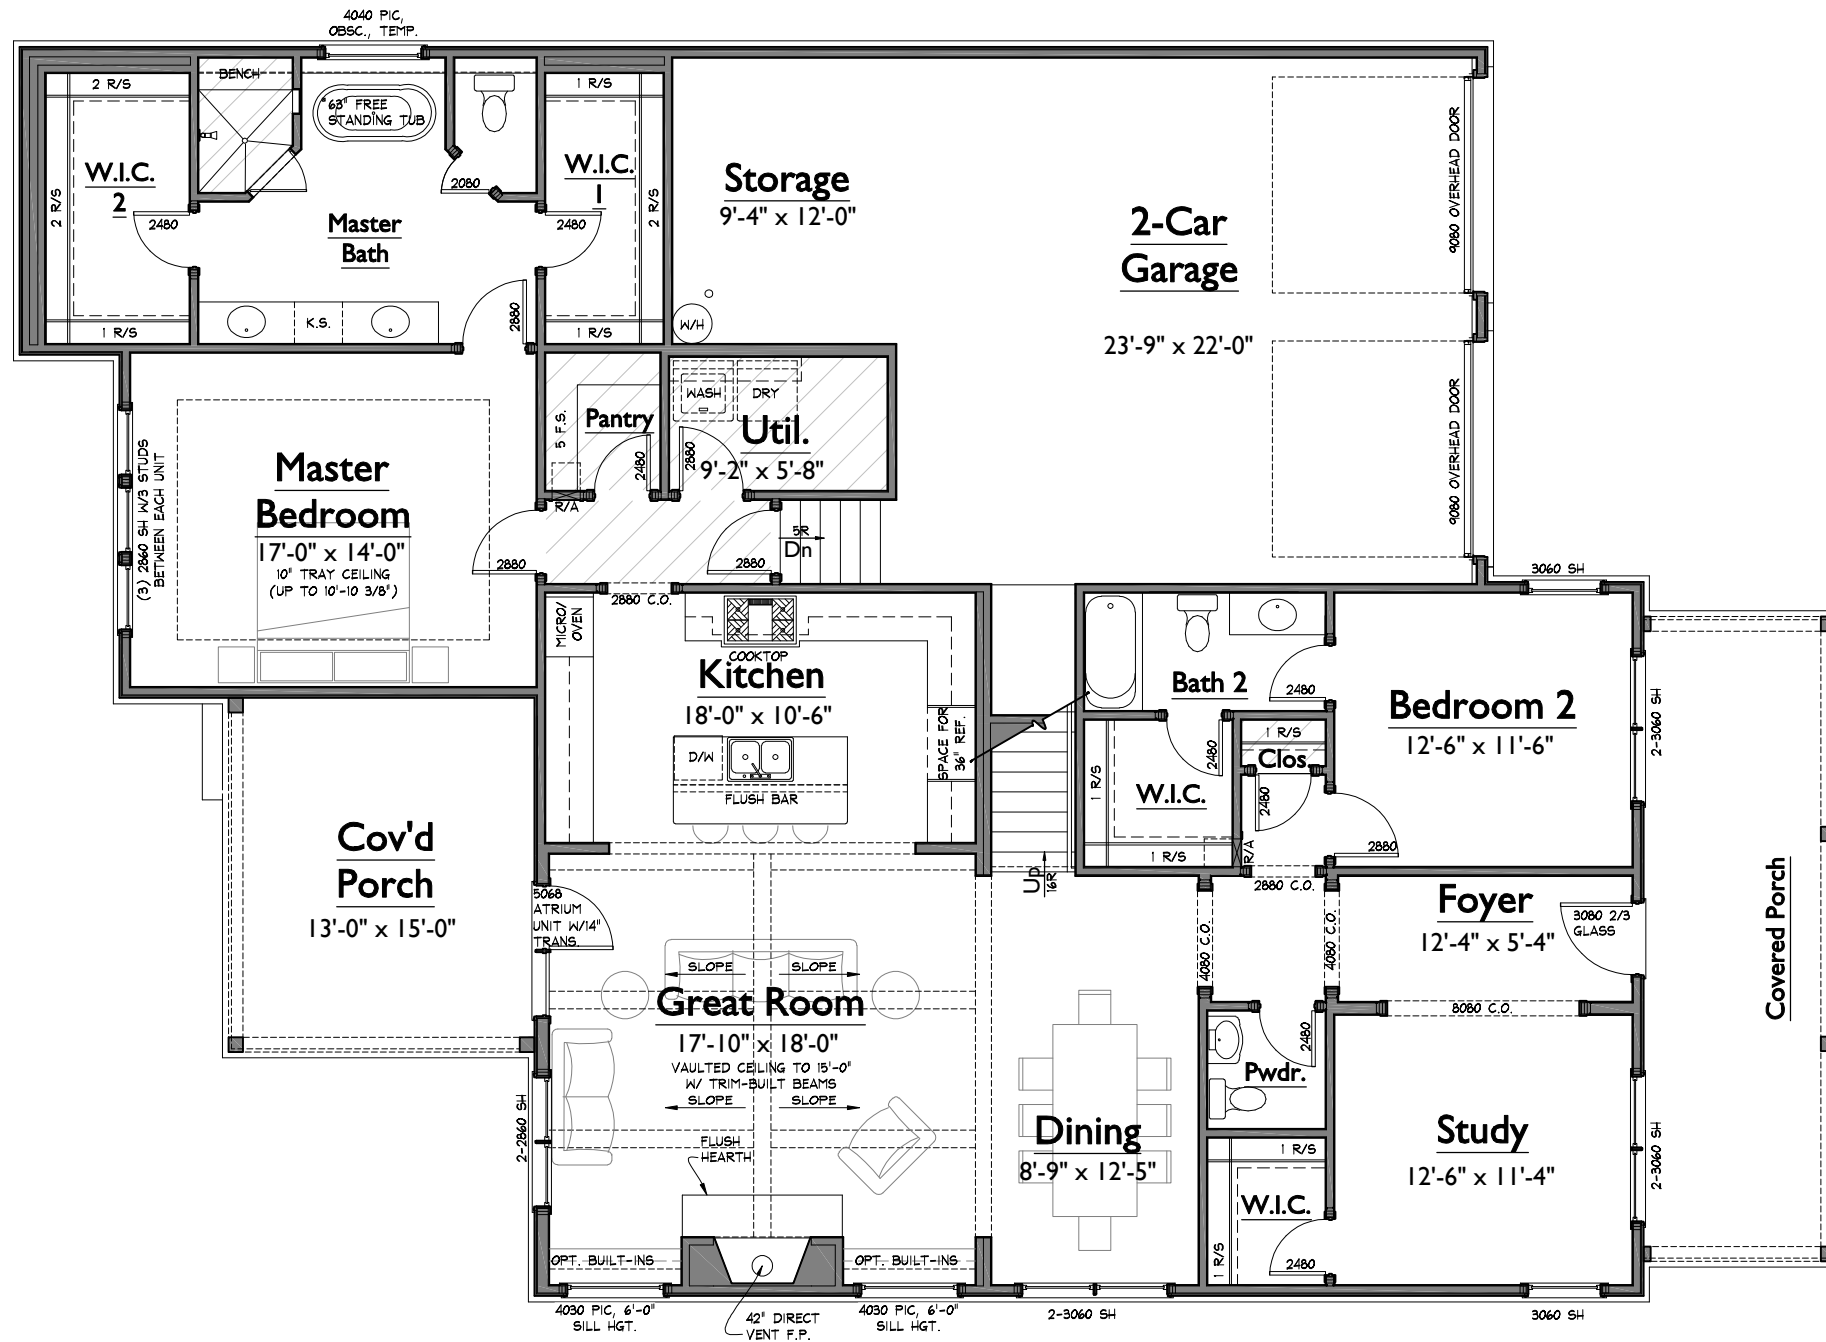 4040 PIC,
OBSC., TEMP.
2 R/S
2 R/S
1 R/S
W.I.C.
2
2480
BENCH
63" FREE
STANDING TUB
2080
Master
Bath
K.S.
2880
1 R/S
W.I.C.
1
2 R/S
2480
1 R/S
Storage
9'-4" x 12'-0"
W/H
2-Car
Garage
23'-9" x 22'-0"
9080 OVERHEAD DOOR
9080 OVERHEAD DOOR
(3) 2860 SH W/3 STUDS
BETWEEN EACH UNIT
Master
Bedroom
17'-0" x 14'-0"
10" TRAY CEILING
(UP TO 10'-10 3/8")
2880
5 F.S.
Pantry
2480
R/A
WASH
DRY
Util.
9'-2" x 5'-8"
2880
2880
5R
Dn
2880 C.O.
MICRO/
OVEN
COOKTOP
Kitchen
18'-0" x 10'-6"
SPACE FOR
36" REF.
D/W
FLUSH BAR
Up
16R
Bath 2
2480
2480
1 R/S
W.I.C.
1 R/S
1 R/S
Clos.
2480
R/A
2880 C.O.
3060 SH
Bedroom 2
12'-6" x 11'-6"
2-3060 SH
2880
Cov'd
Porch
13'-0" x 15'-0"
5068
ATRIUM
UNIT W/14"
TRANS.
SLOPE
SLOPE
Great Room
17'-10" x 18'-0"
VAULTED CEILING TO 15'-0"
W/ TRIM-BUILT BEAMS
SLOPE
SLOPE
2-2860 SH
FLUSH
HEARTH
OPT. BUILT-INS
OPT. BUILT-INS
4030 PIC, 6'-0"
SILL HGT.
42" DIRECT
VENT F.P.
4030 PIC, 6'-0"
SILL HGT.
Dining
8'-9" x 12'-5"
2-3060 SH
4080 C.O.
4080 C.O.
Foyer
12'-4" x 5'-4"
3080 2/3
GLASS
8080 C.O.
Covered Porch
2480
Pwdr.
1 R/S
W.I.C.
1 R/S
2480
Study
12'-6" x 11'-4"
2-3060 SH
3060 SH